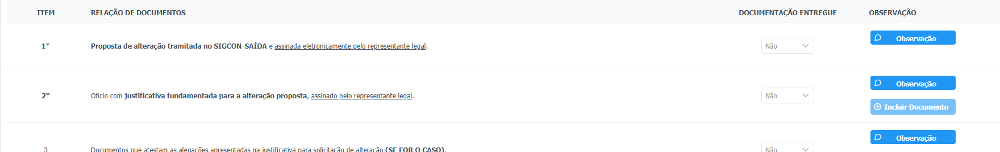 ITEM RELAÇÃO DE DOCUMENTOS DOCUMENTAÇÃO ENTREGUE OBSERVAÇÃO
1* Proposta de alteração tramitada no SIGCON-SAÍDA e assinada eletronicamente pelo representante legal. Não Observação
2* Ofício com justificativa fundamentada para a alteração proposta, assinado pelo representante legal. Não Observação
Incluir Documento
3 Documentos que atestam as alegações apresentadas na justificativa para solicitação de alteração (SE FOR O CASO). Não Observação